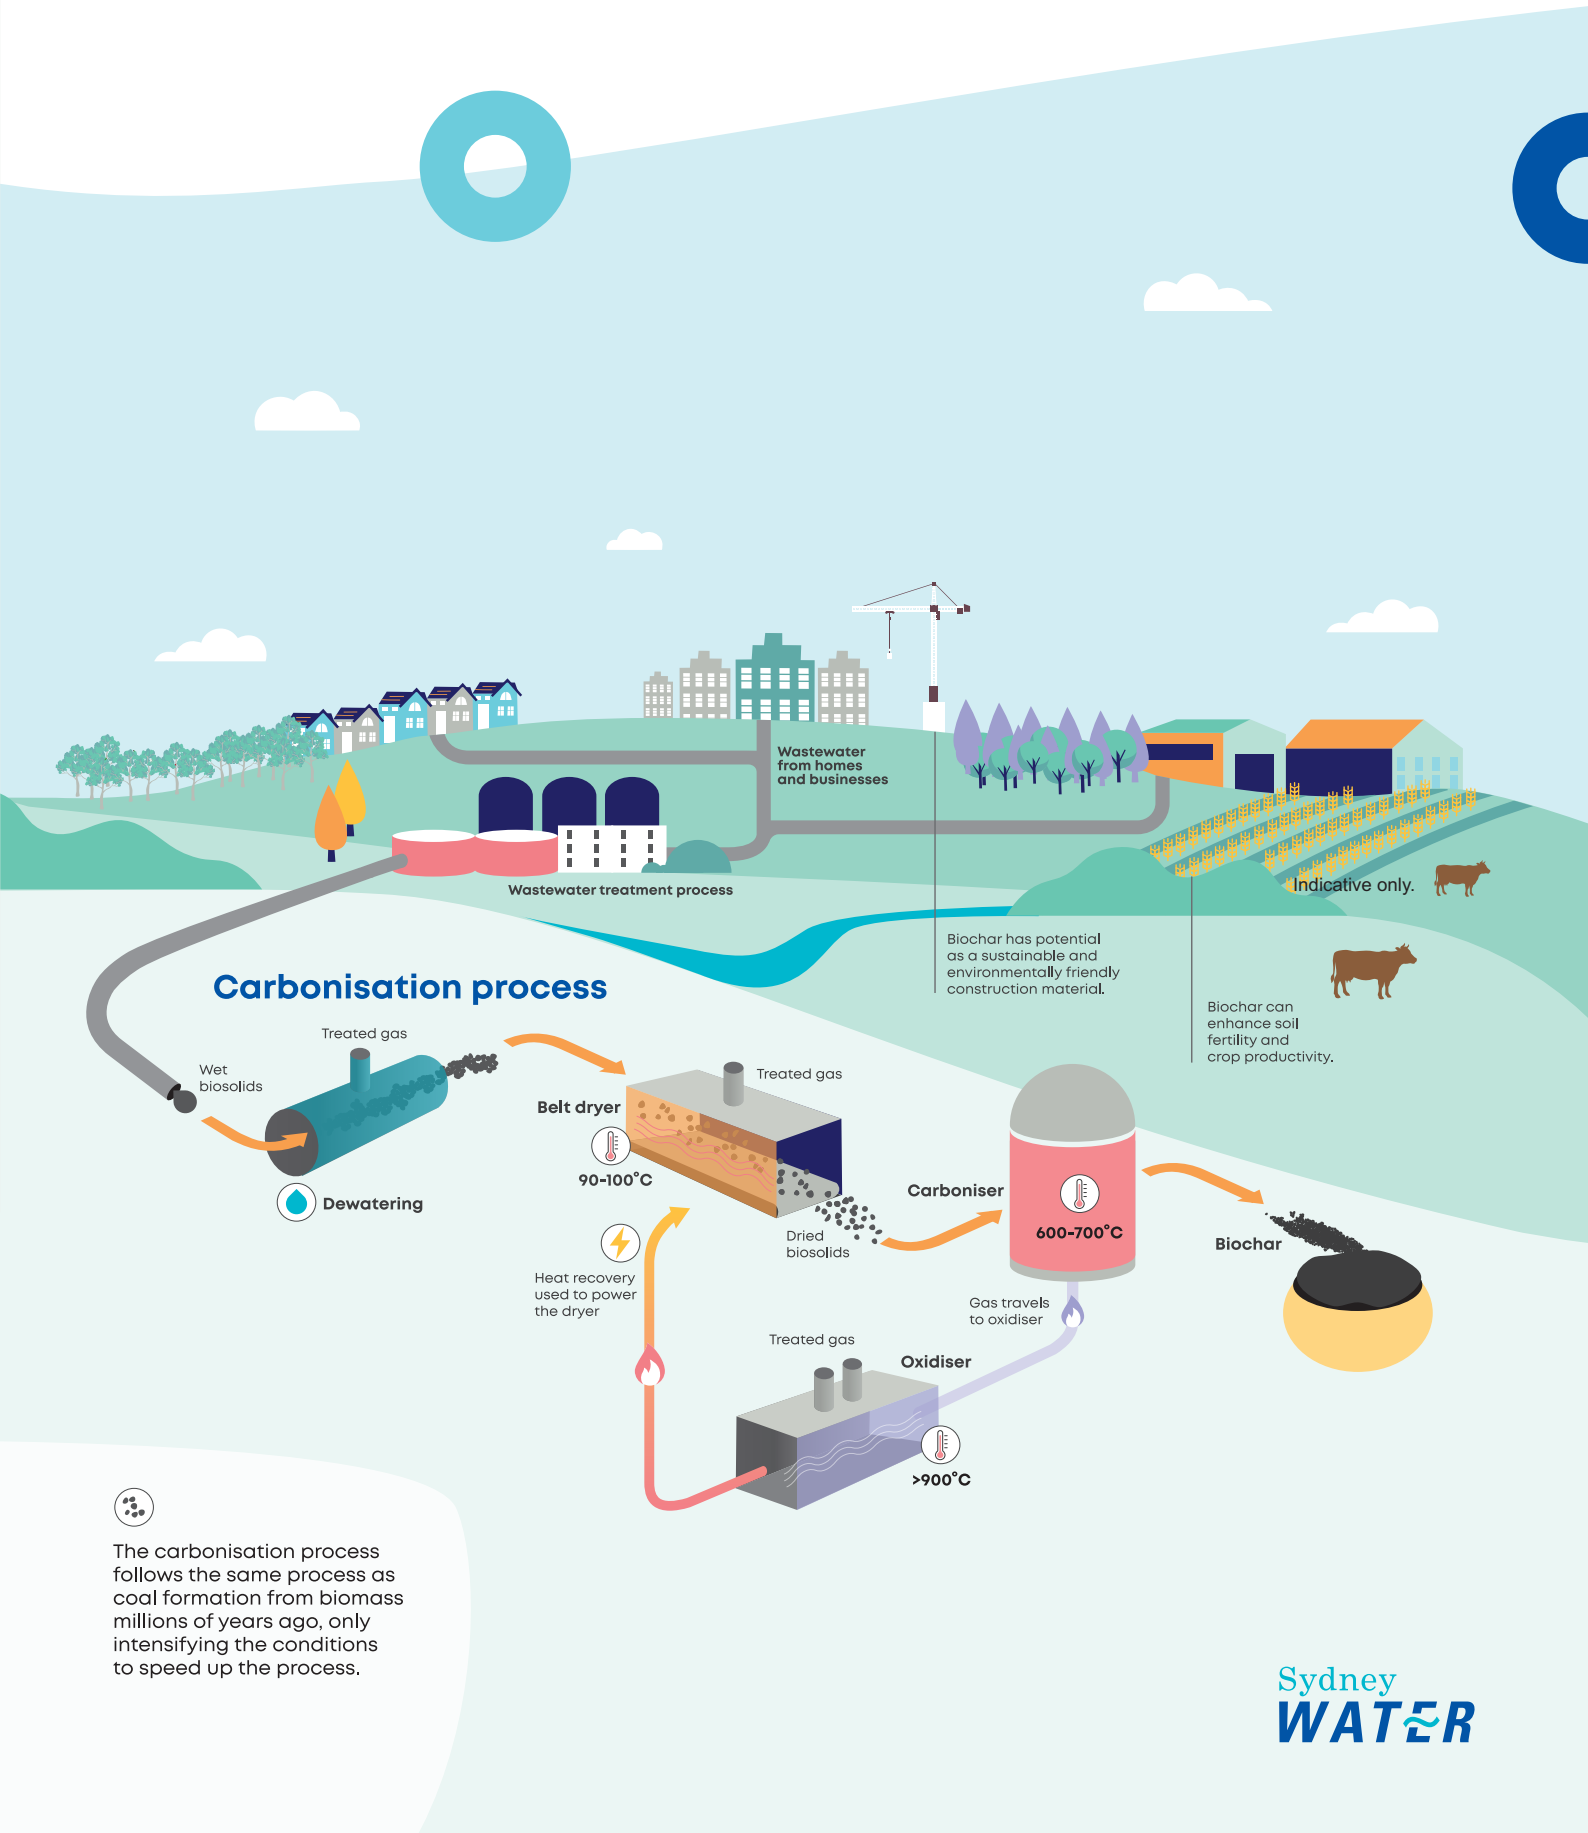 Wastewater
from homes
and businesses
Wastewater treatment process
Indicative only.
Biochar has potential
as a sustainable and
environmentally friendly
construction material.
Biochar can
enhance soil
fertility and
crop productivity.
Carbonisation process
Treated gas
Wet
biosolids
Dewatering
Treated gas
Belt dryer
90-100°C
Dried
biosolids
Heat recovery
used to power
the dryer
Carboniser
600-700°C
Biochar
Gas travels
to oxidiser
Treated gas
Oxidiser
>900°C
The carbonisation process
follows the same process as
coal formation from biomass
millions of years ago, only
intensifying the conditions
to speed up the process.
Sydney
WATER